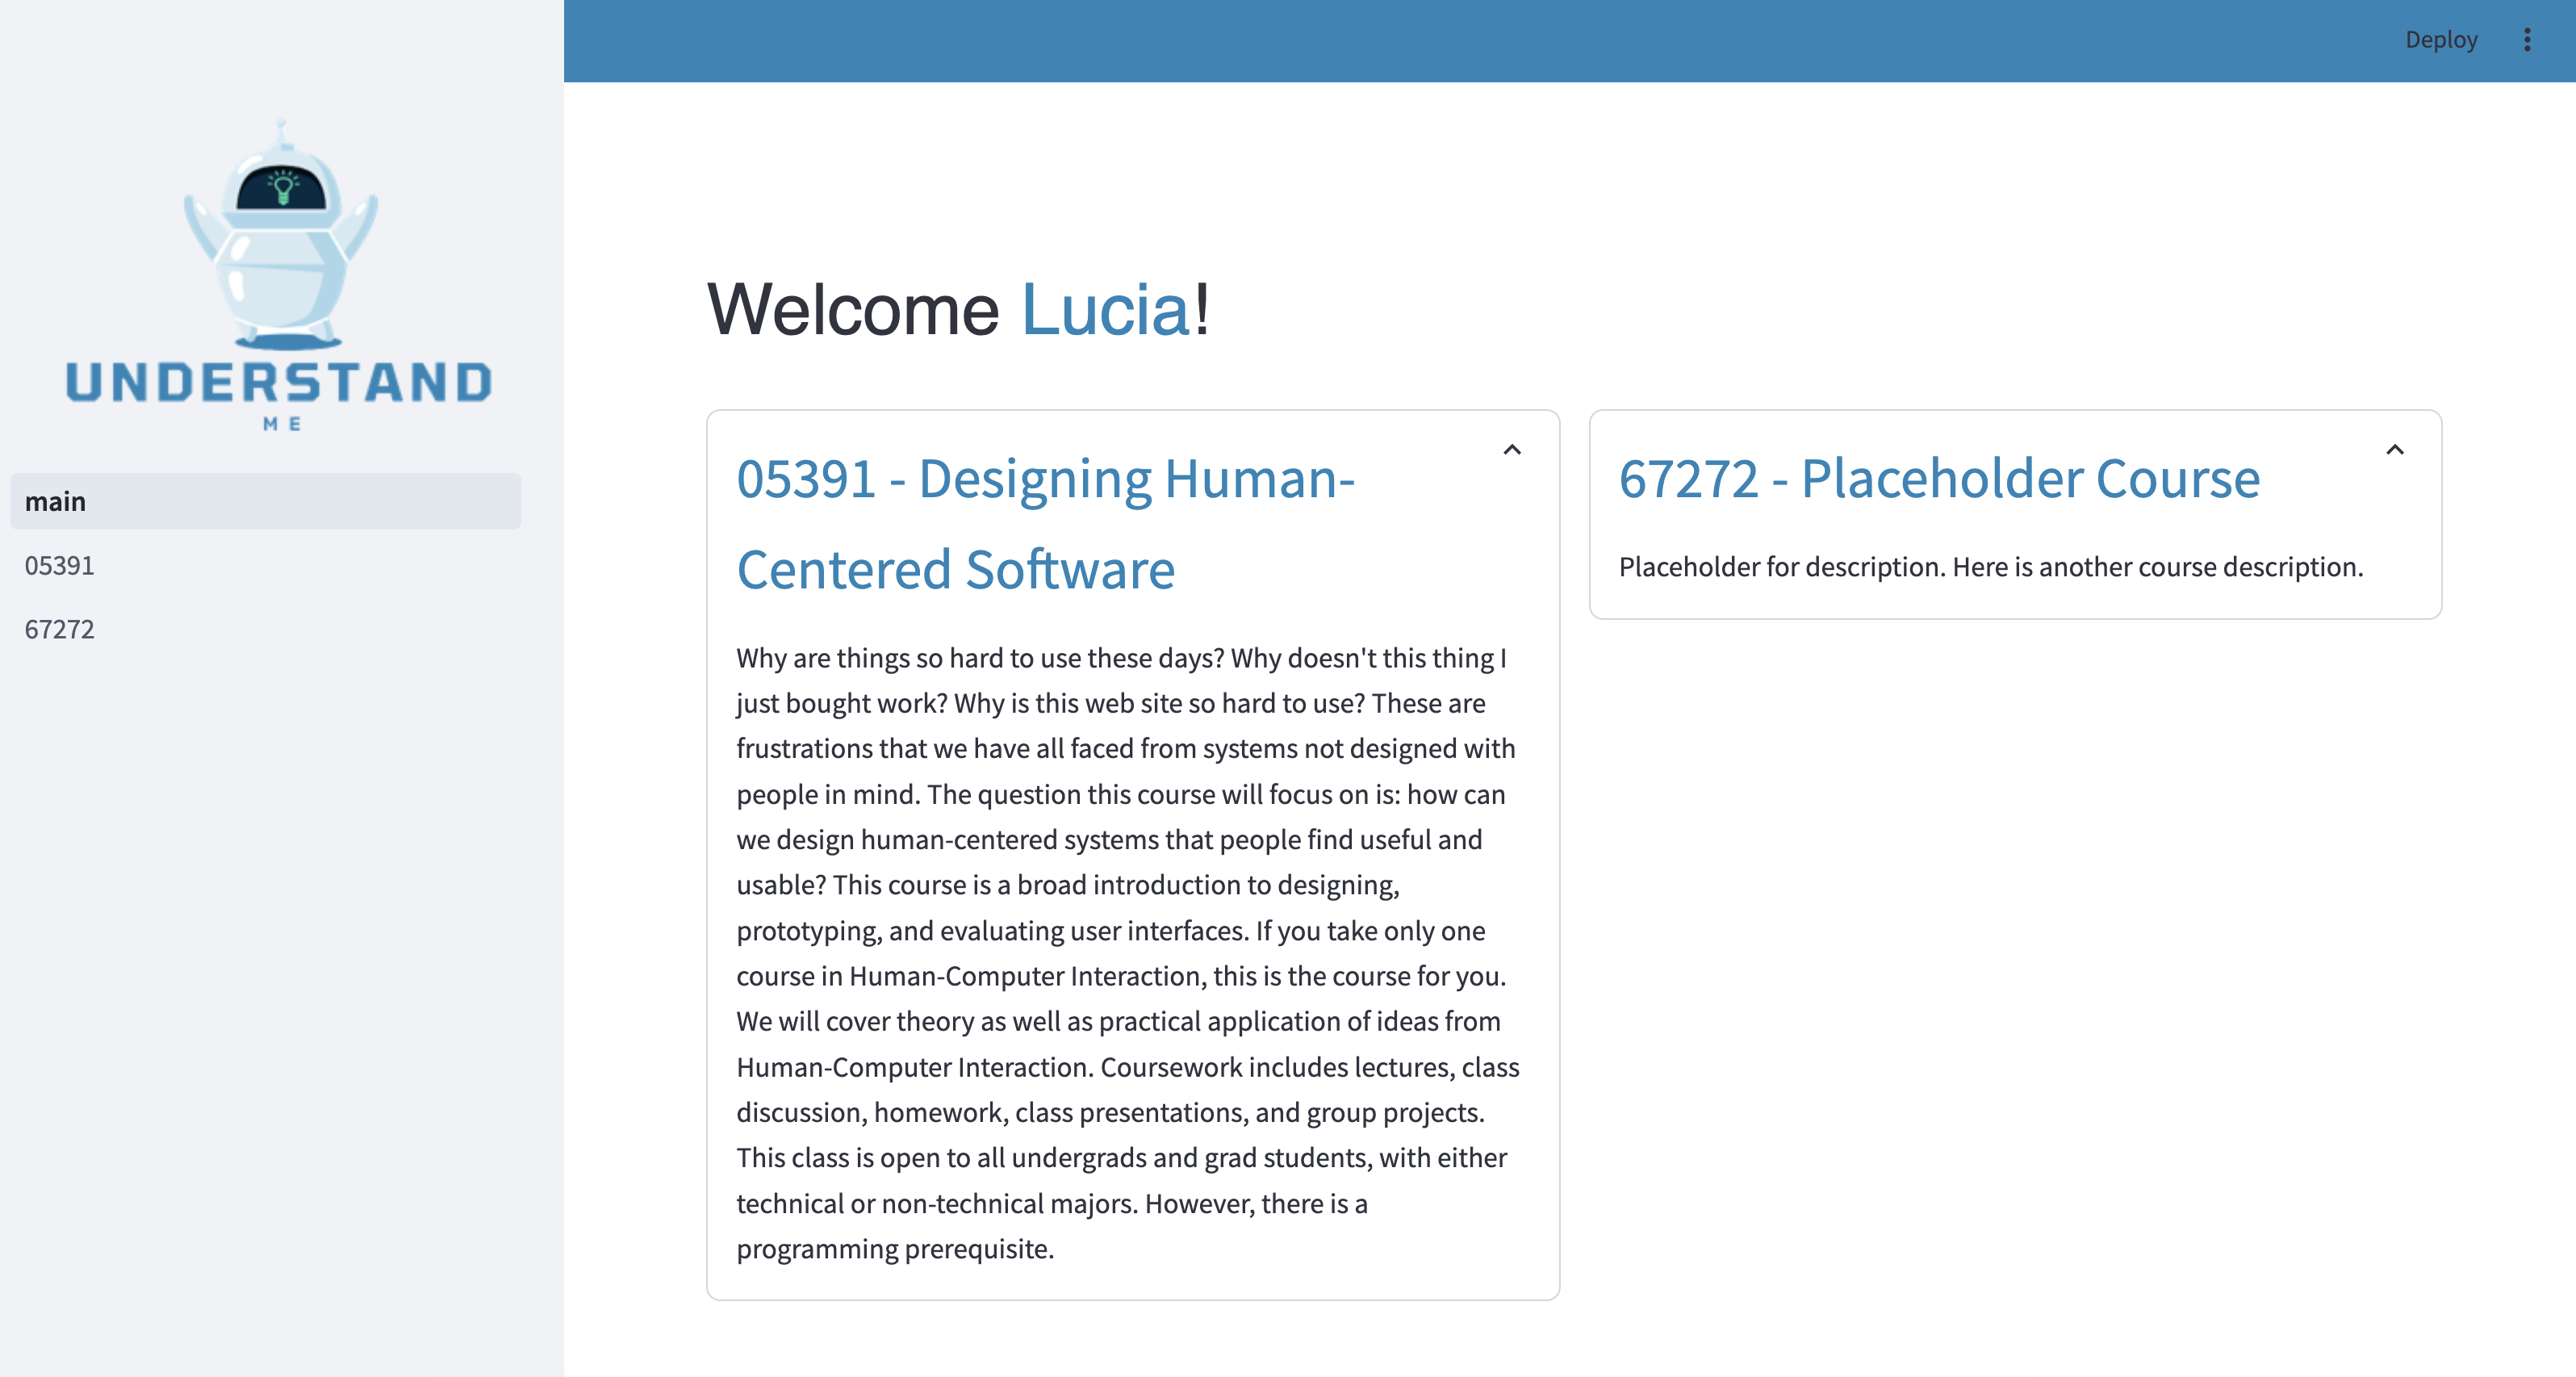 Deploy
UNDERSTAND
ME
main
05391
67272
Welcome Lucia!
05391 - Designing Human-
Centered Software
Why are things so hard to use these days? Why doesn't this thing I
just bought work? Why is this web site so hard to use? These are
frustrations that we have all faced from systems not designed with
people in mind. The question this course will focus on is: how can
we design human-centered systems that people find useful and
usable? This course is a broad introduction to designing,
prototyping, and evaluating user interfaces. If you take only one
course in Human-Computer Interaction, this is the course for you.
We will cover theory as well as practical application of ideas from
Human-Computer Interaction. Coursework includes lectures, class
discussion, homework, class presentations, and group projects.
This class is open to all undergrads and grad students, with either
technical or non-technical majors. However, there is a
programming prerequisite.
67272 - Placeholder Course
Placeholder for description. Here is another course description.